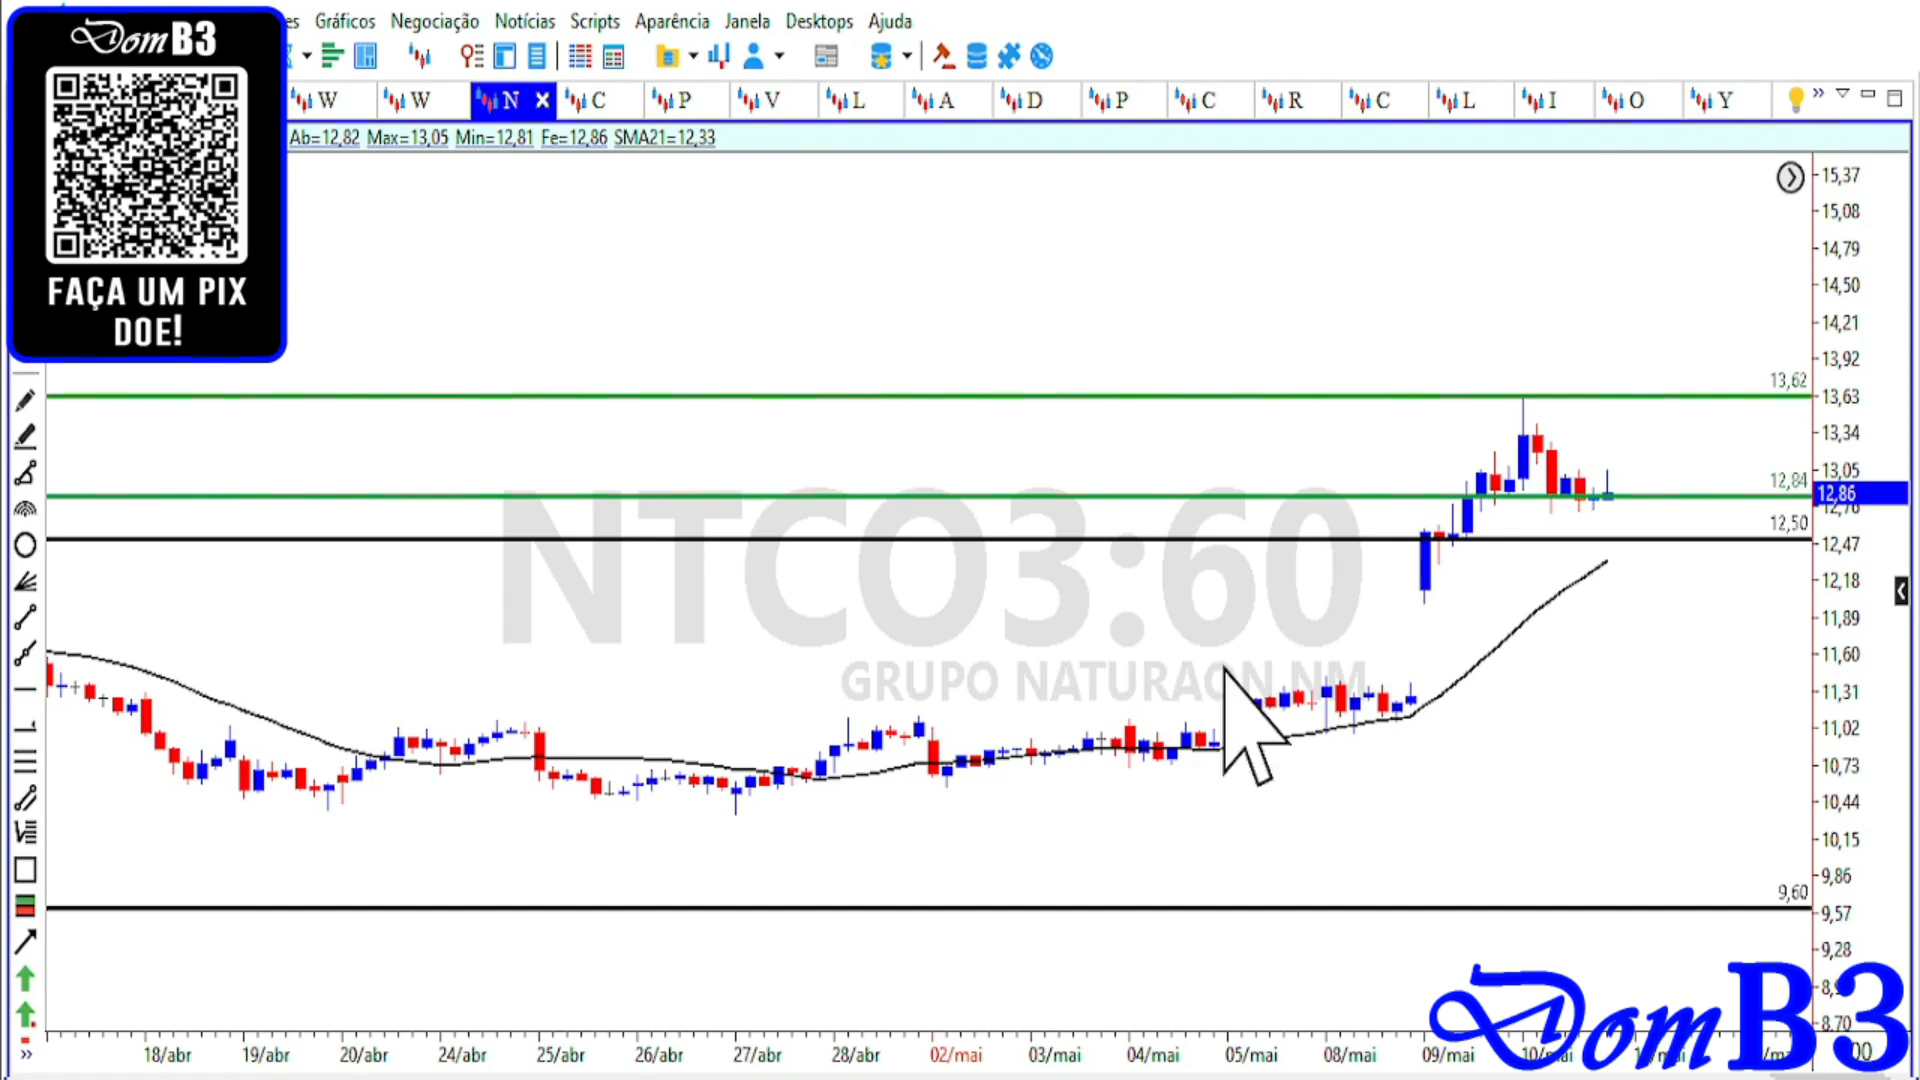 DomB3
FAÇA UM PIX
DOE!
es Gráficos Negociação Notícias Scripts Aparência Janela Desktops Ajuda
W W N C P V L A D P C R C L I O Y
Ab=12,82 Max=13,05 Min=12,81 Fe=12,86 SMA21=12,33
15,37
15,08
14,79
14,50
14,21
13,92
13,62
13,63
13,34
13,05
12,84
12,86
12,76
12,50
12,47
12,18
11,89
11,60
11,31
11,02
10,73
10,44
10,15
9,86
9,60
9,57
9,28
8,70
NTCO3:60
GRUPO NATURAON NM
18/abr 19/abr 20/abr 24/abr 25/abr 26/abr 27/abr 28/abr 02/mai 03/mai 04/mai 05/mai 08/mai 09/mai 10/mai
DomB3